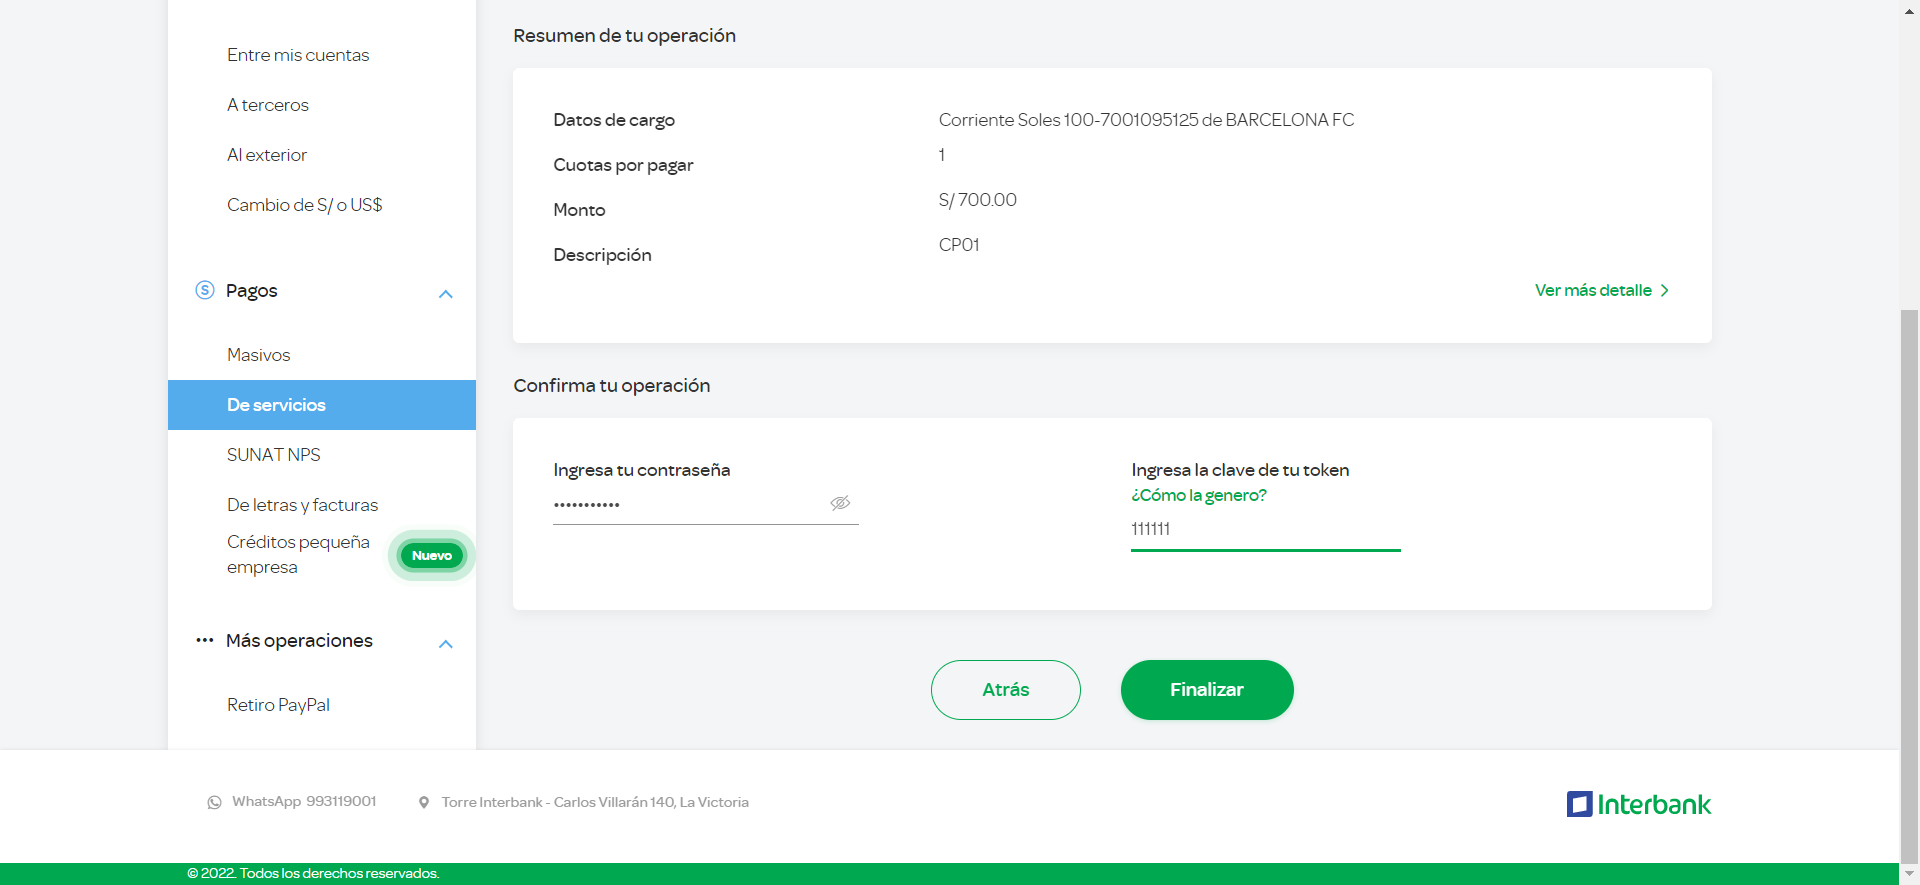 Entre mis cuentas
A terceros
Al exterior
Cambio de S/ o US$
Pagos
Masivos
De servicios
SUNAT NPS
De letras y facturas
Créditos pequeña
empresa
Nuevo
Más operaciones
Retiro PayPal
Resumen de tu operación
Datos de cargo
Corriente Soles 100-7001095125 de BARCELONA FC
Cuotas por pagar
1
Monto
S/ 700.00
Descripción
CP01
Ver más detalle
Confirma tu operación
Ingresa tu contraseña
•••••••••••
Ingresa la clave de tu token
¿Cómo la genero?
111111
Atrás
Finalizar
WhatsApp 993119001
Torre Interbank - Carlos Villarán 140, La Victoria
Interbank
© 2022. Todos los derechos reservados.